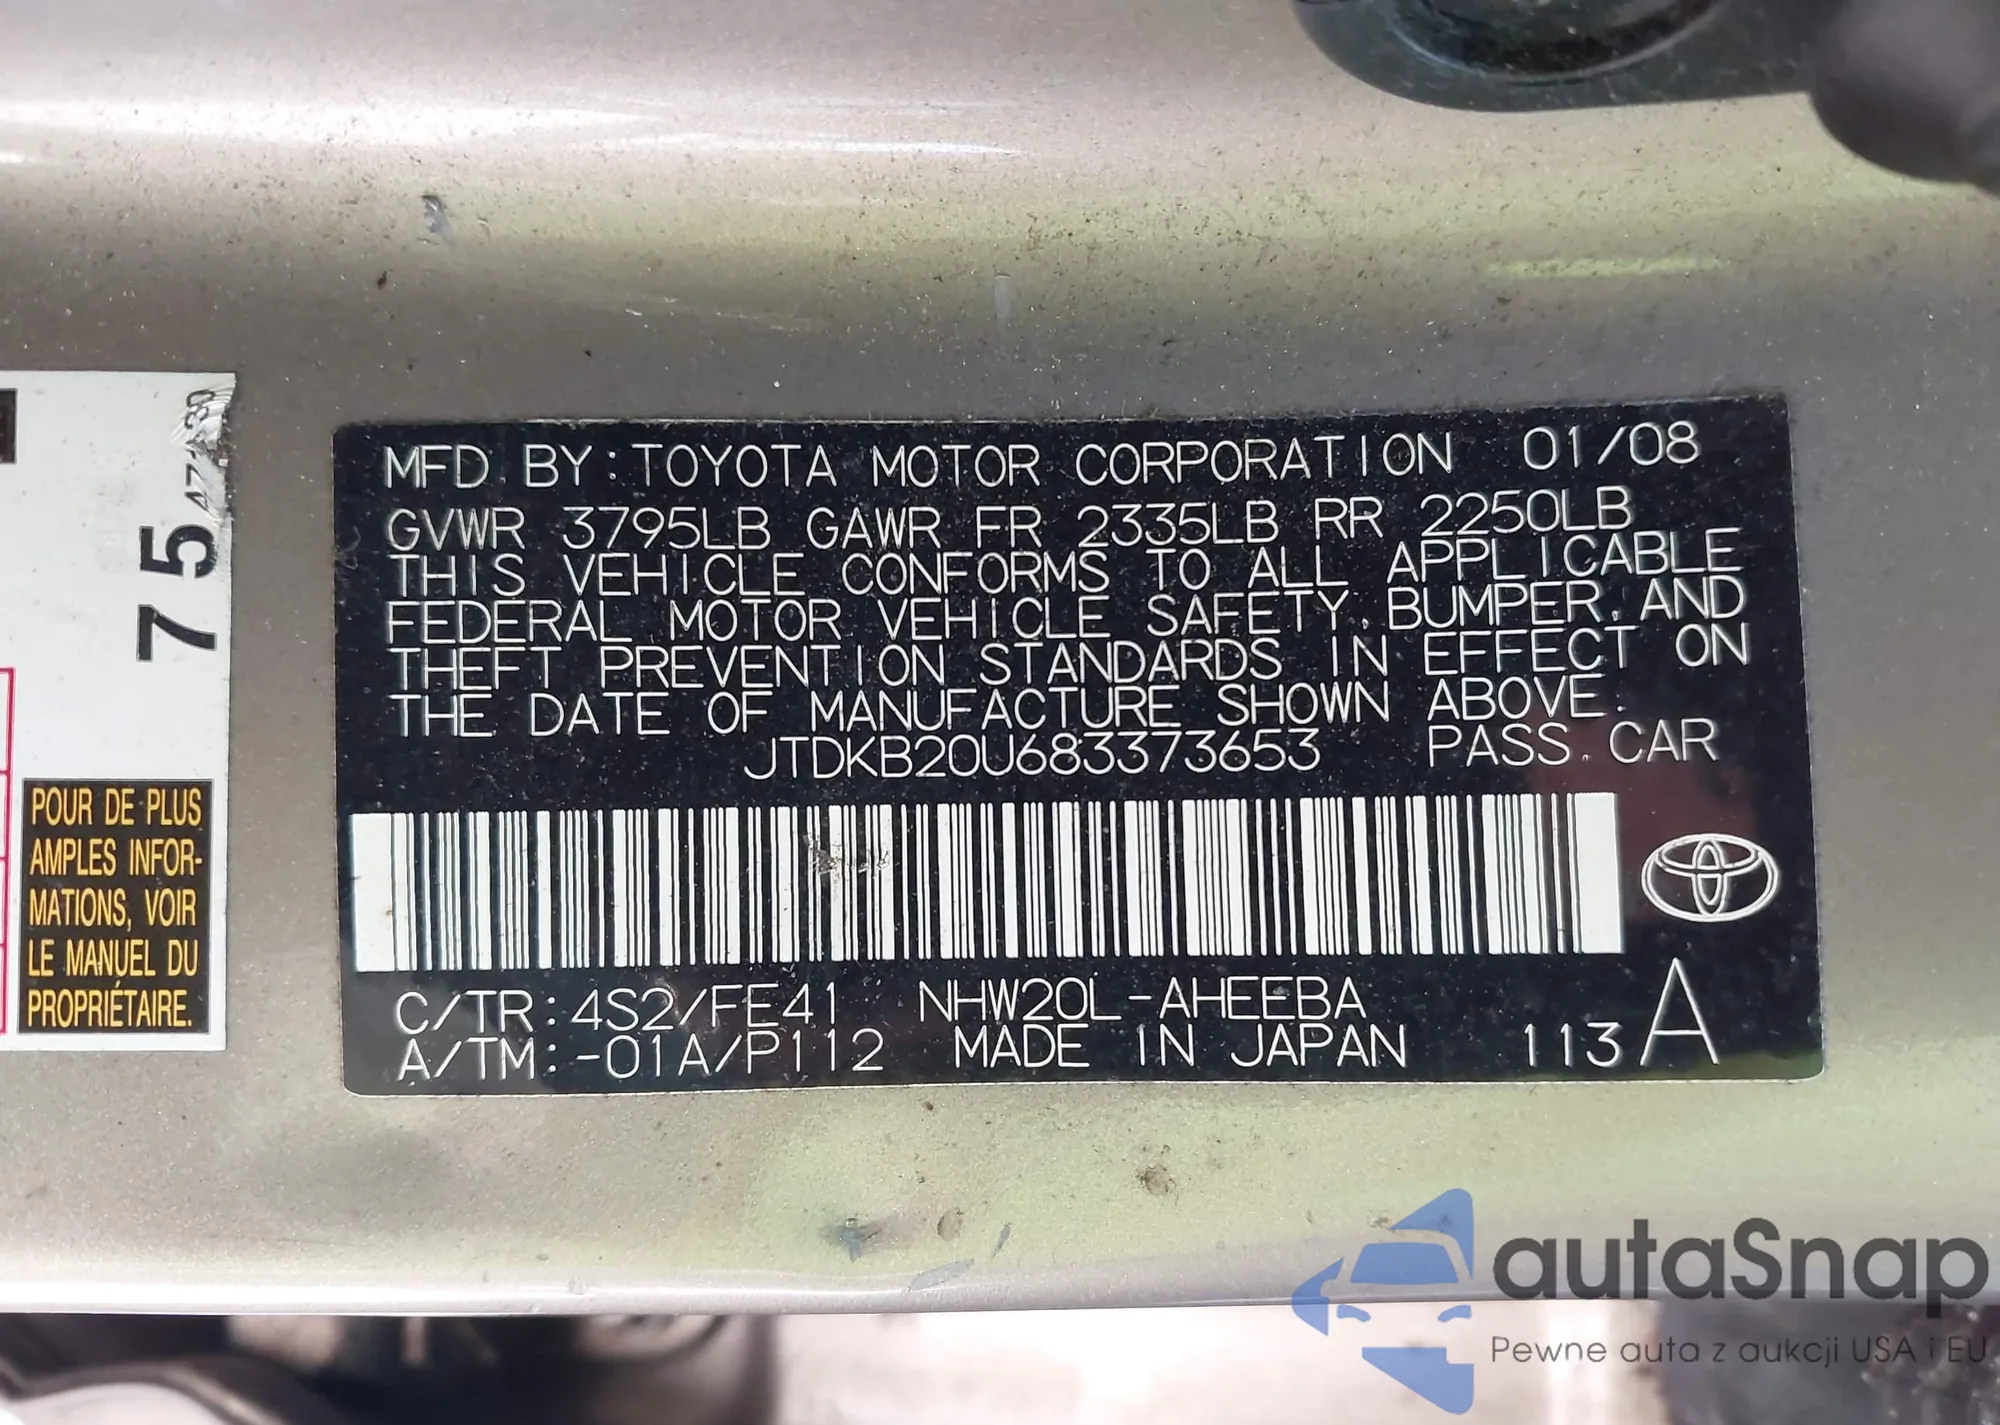 MFD. BY: TOYOTA MOTOR CORPORATION 01/08
GVWR 3795LB GAWR FR 2335LB RR 2250LB
THIS VEHICLE CONFORMS TO ALL APPLICABLE
FEDERAL MOTOR VEHICLE SAFETY, BUMPER, AND
THEFT PREVENTION STANDARDS IN EFFECT ON
THE DATE OF MANUFACTURE SHOWN ABOVE.
JTDKB20U683373653 PASS. CAR
C/TR: 4S2/FE41 NHW20L-AHEEBA
A/TM: -01A/P112 MADE IN JAPAN 113 A
75
POUR DE PLUS
AMPLES INFOR-
MATIONS, VOIR
LE MANUEL DU
PROPRIÉTAIRE.
autaSnap
Pewne auta z aukcji USA i EU